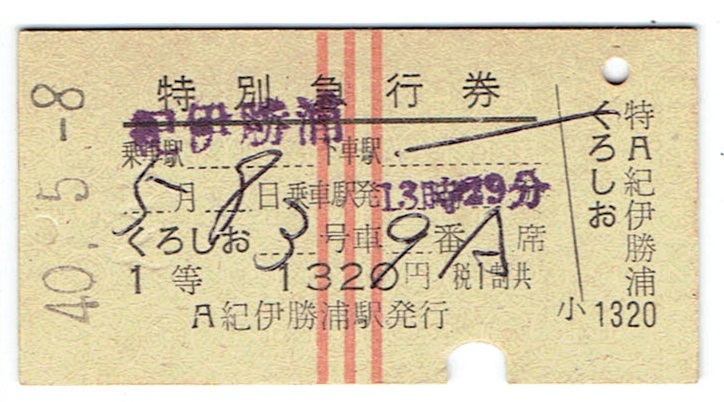 40.-5.-8
特別急行券
紀伊勝浦
乗車駅 下車駅
5月8日 乗車駅発 13時29分
くろしお 3号車 9番A席
1等 1320円 税1割共
A紀伊勝浦駅発行
特A紀伊勝浦
くろしお
小 1320